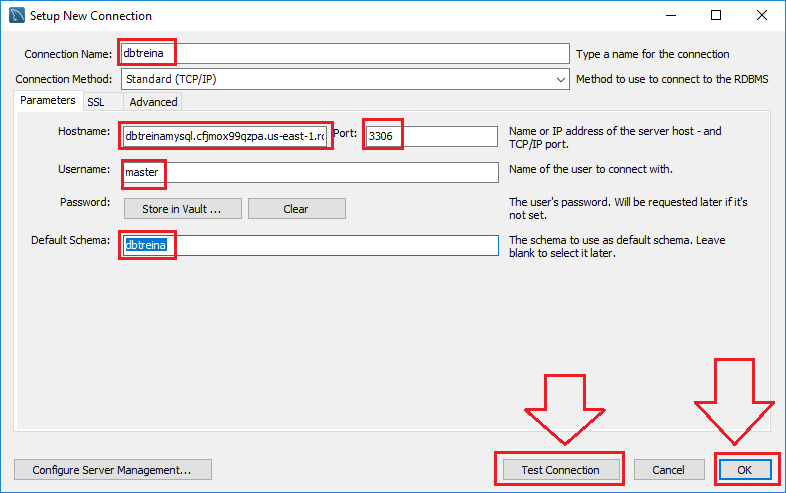 Setup New Connection
Connection Name: dbtreina Type a name for the connection
Connection Method: Standard (TCP/IP) Method to use to connect to the RDBMS
Parameters SSL Advanced
Hostname: dbtreinamysql.cfjmox99qzpa.us-east-1.rc Port: 3306 Name or IP address of the server host - and
TCP/IP port.
Username: master Name of the user to connect with.
Password: Store in Vault ... Clear The user's password. Will be requested later if it's
not set.
Default Schema: dbtreina The schema to use as default schema. Leave
blank to select it later.
Configure Server Management... Test Connection Cancel OK